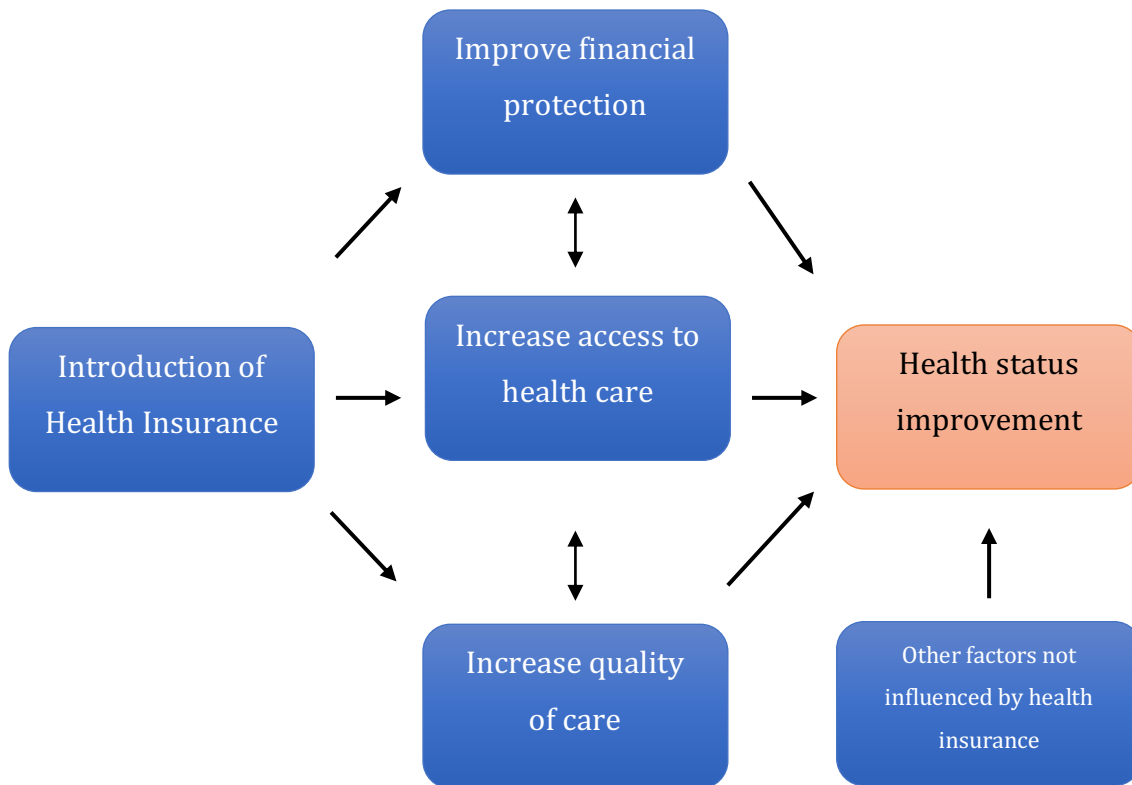 Improve financial
protection
Introduction of
Health Insurance
Increase access to
health care
Health status
improvement
Increase quality
of care
Other factors not
influenced by health
insurance